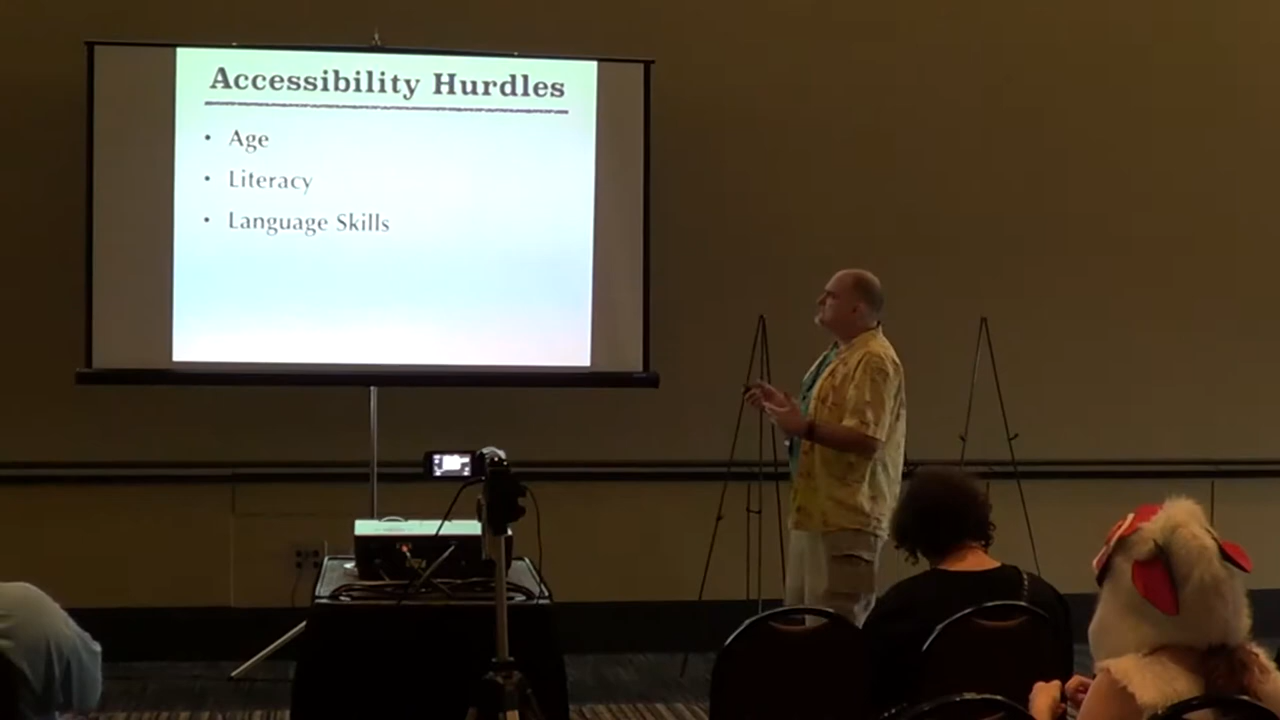 Accessibility Hurdles
• Age
• Literacy
• Language Skills